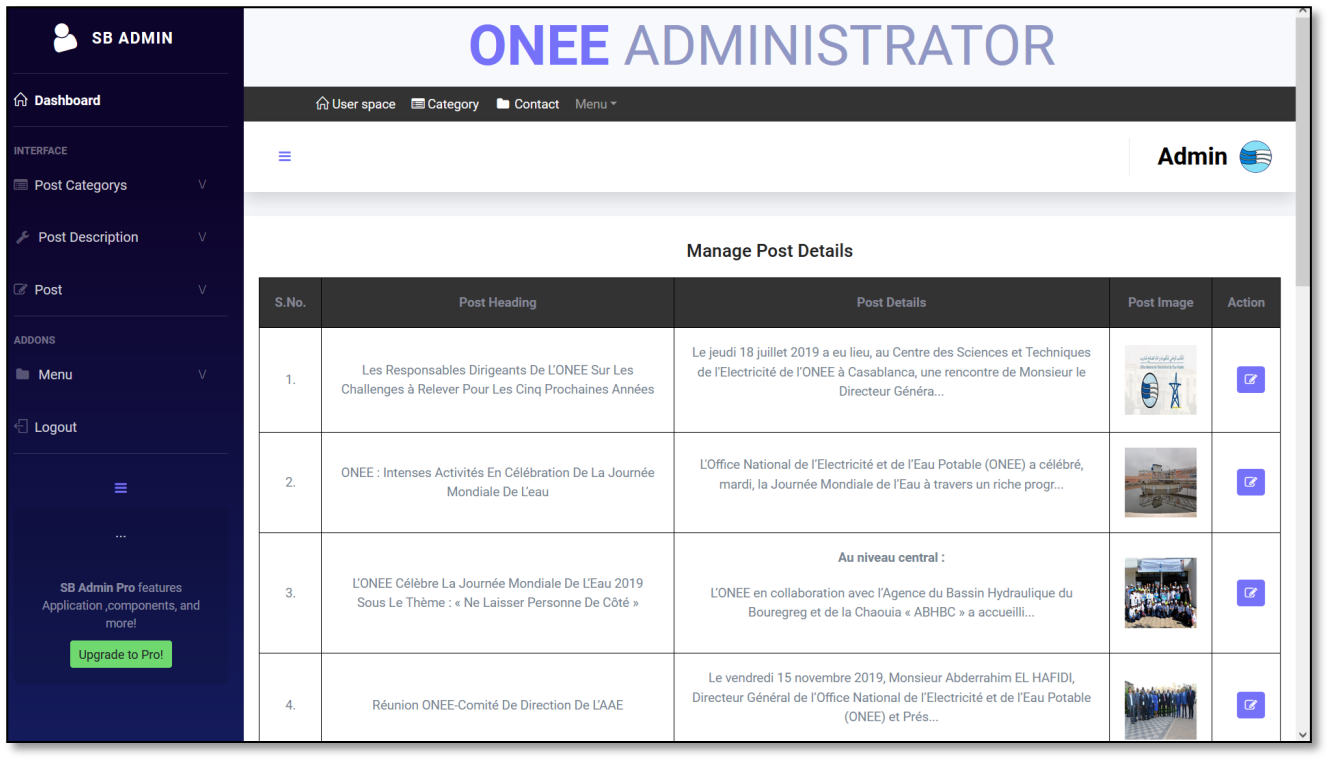 SB ADMIN
Dashboard
INTERFACE
Post Categorys V
Post Description V
Post V
ADDONS
Menu V
Logout
...
SB Admin Pro features
Application ,components, and
more!
Upgrade to Pro!
ONEE ADMINISTRATOR
User space Category Contact Menu
Admin
Manage Post Details
S.No. Post Heading Post Details Post Image Action
1.
Les Responsables Dirigeants De L'ONEE Sur Les
Challenges à Relever Pour Les Cinq Prochaines Années
Le jeudi 18 juillet 2019 a eu lieu, au Centre des Sciences et Techniques
de l'Electricité de l'ONEE à Casablanca, une rencontre de Monsieur le
Directeur Généra...
2.
ONEE : Intenses Activités En Célébration De La Journée
Mondiale De L'eau
L'Office National de l'Electricité et de l'Eau Potable (ONEE) a célébré,
mardi, la Journée Mondiale de l'Eau à travers un riche progr...
3.
L'ONEE Célèbre La Journée Mondiale De L'Eau 2019
Sous Le Thème : « Ne Laisser Personne De Côté »
Au niveau central :
L'ONEE en collaboration avec l'Agence du Bassin Hydraulique du
Bouregreg et de la Chaouia « ABHBC » a accueilli...
4.
Réunion ONEE-Comité De Direction De L'AAE
Le vendredi 15 novembre 2019, Monsieur Abderrahim EL HAFIDI,
Directeur Général de l'Office National de l'Electricité et de l'Eau Potable
(ONEE) et Prés...